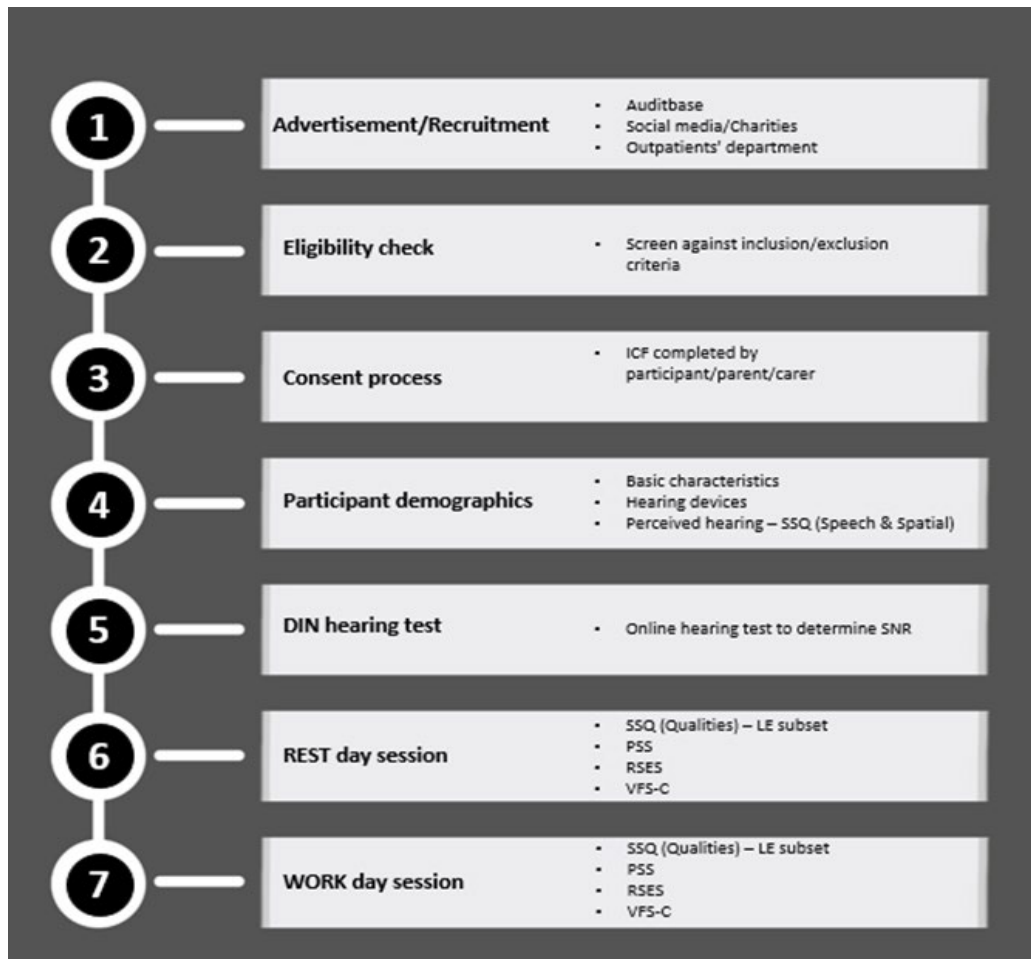 1
Advertisement/Recruitment
▪ Auditbase
▪ Social media/Charities
▪ Outpatients' department
2
Eligibility check
▪ Screen against inclusion/exclusion
criteria
3
Consent process
▪ ICF completed by
participant/parent/carer
4
Participant demographics
▪ Basic characteristics
▪ Hearing devices
▪ Perceived hearing – SSQ (Speech & Spatial)
5
DIN hearing test
▪ Online hearing test to determine SNR
6
REST day session
▪ SSQ (Qualities) – LE subset
▪ PSS
▪ RSES
▪ VFS-C
7
WORK day session
▪ SSQ (Qualities) – LE subset
▪ PSS
▪ RSES
▪ VFS-C